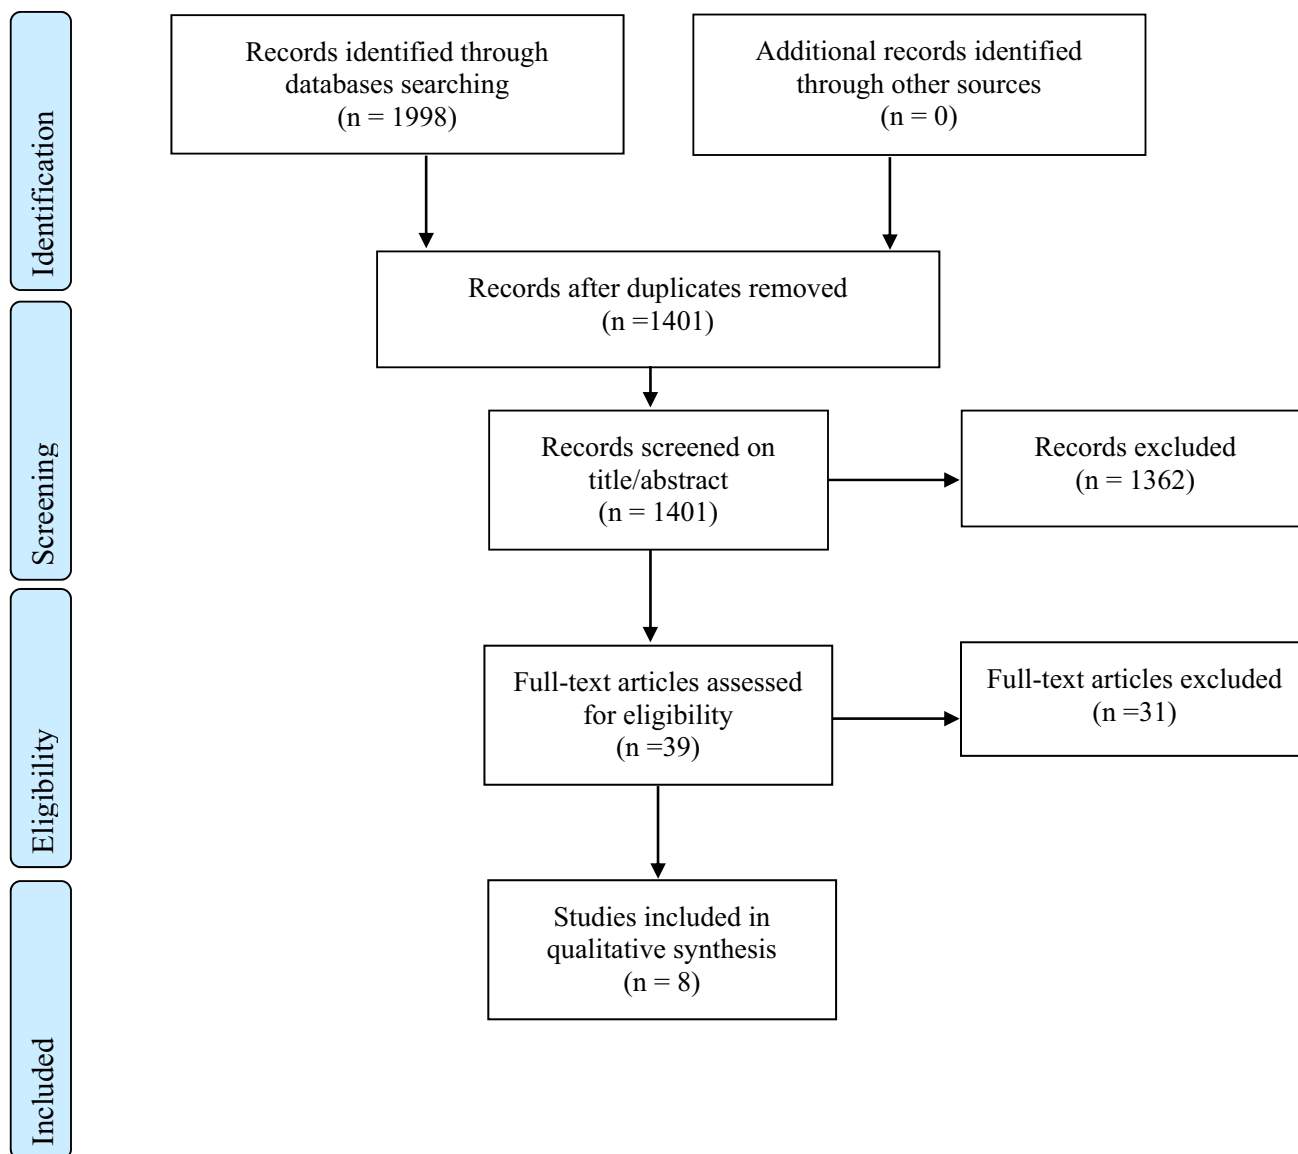 Identification
Records identified through
databases searching
(n = 1998)
Additional records identified
through other sources
(n = 0)
Records after duplicates removed
(n =1401)
Screening
Records screened on
title/abstract
(n = 1401)
Records excluded
(n = 1362)
Eligibility
Full-text articles assessed
for eligibility
(n =39)
Full-text articles excluded
(n =31)
Included
Studies included in
qualitative synthesis
(n = 8)